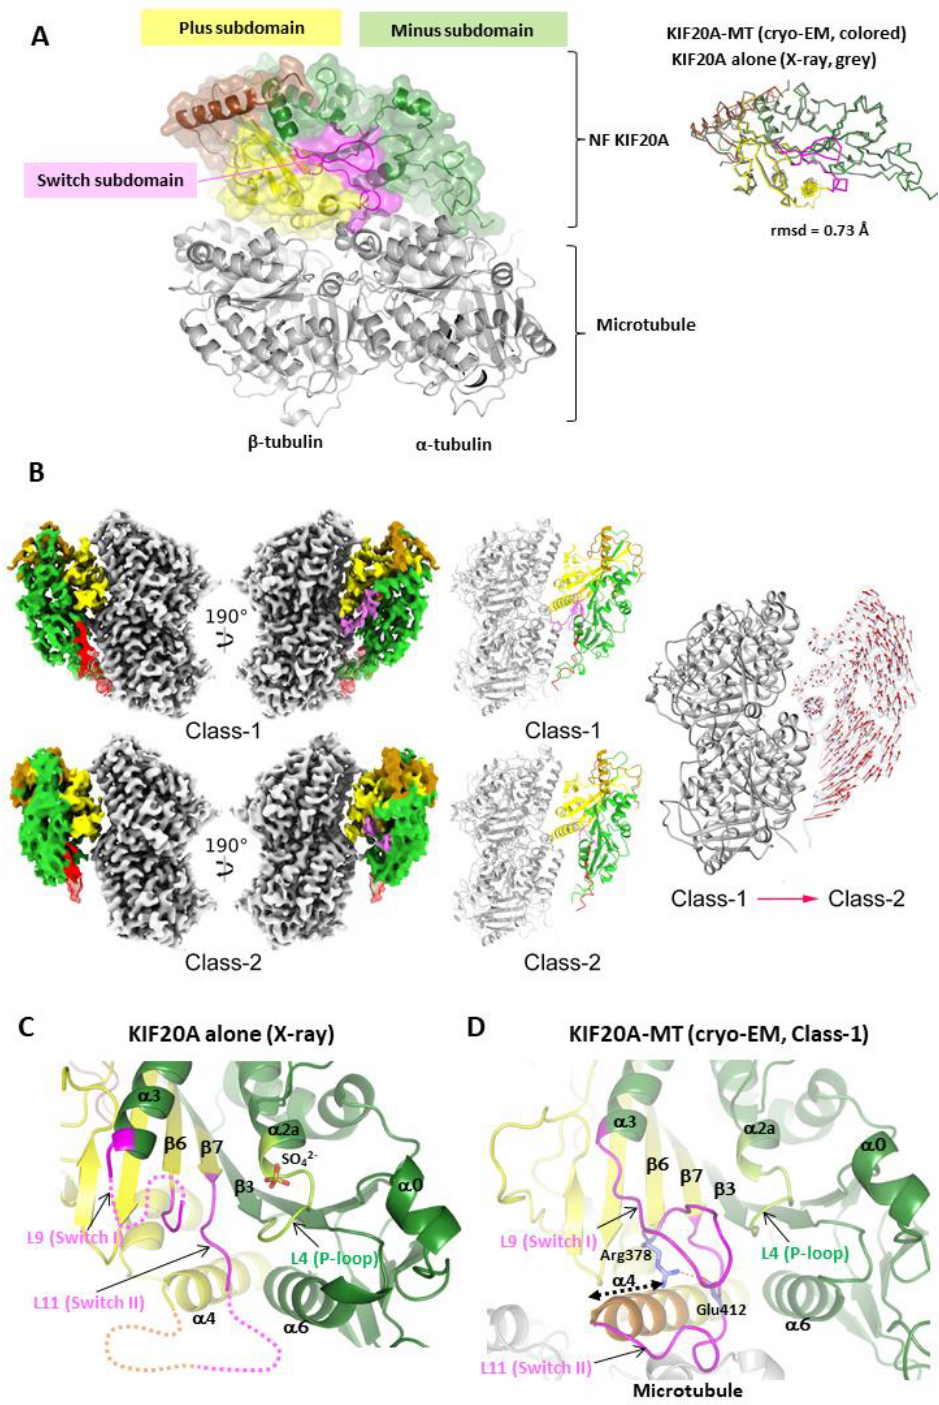 A
Plus subdomain
Minus subdomain
KIF20A-MT (cryo-EM, colored)
KIF20A alone (X-ray, grey)
NF KIF20A
Switch subdomain
rmsd = 0.73 Å
Microtubule
β-tubulin
α-tubulin
B
190°
190°
Class-1
Class-1
Class-1
Class-2
Class-2
Class-2
C
KIF20A alone (X-ray)
α3
β6
β7
α2a
SO₄²⁻
β3
α0
L9 (Switch I)
L4 (P-loop)
L11 (Switch II)
α4
α6
D
KIF20A-MT (cryo-EM, Class-1)
α3
α2a
α0
β6
β7
β3
L9 (Switch I)
L4 (P-loop)
Arg378
α4
Glu412
α6
L11 (Switch II)
Microtubule